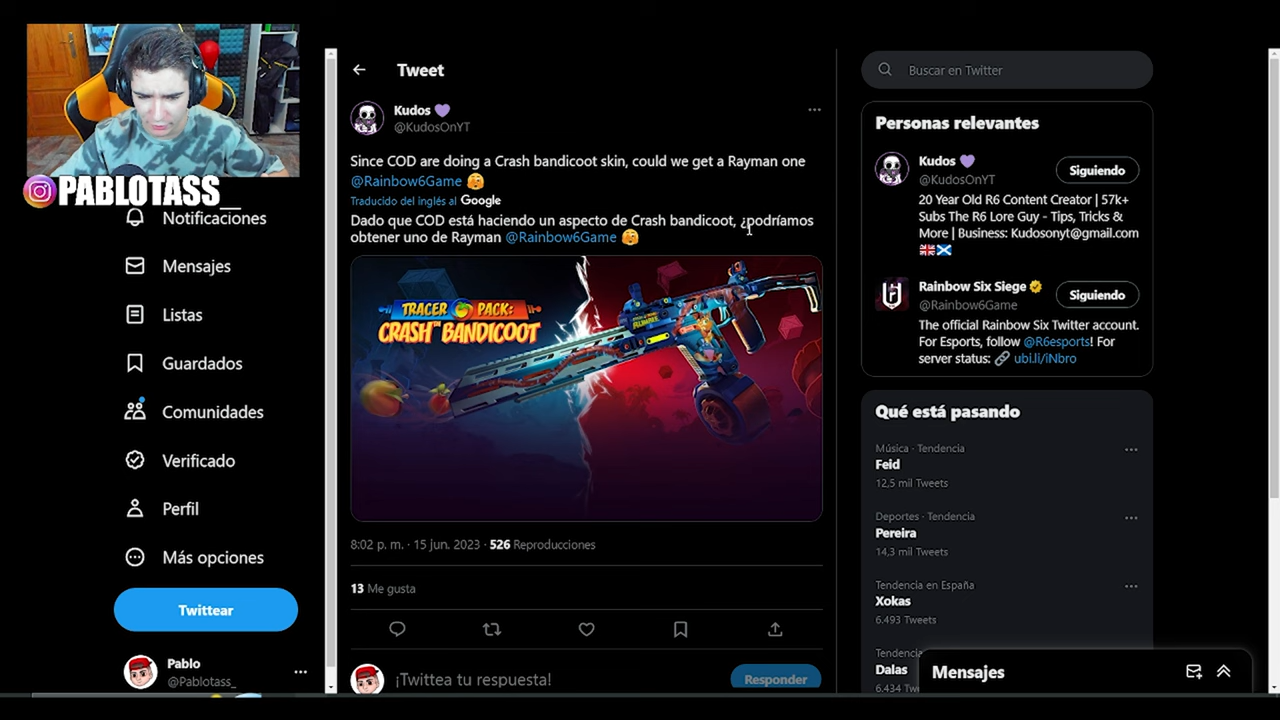 PABLOTASS_
Notificaciones
Mensajes
Listas
Guardados
Comunidades
Verificado
Perfil
Más opciones
Twittear
Pablo
@Pablotass_
Tweet
Kudos 💜
@KudosOnYT
Since COD are doing a Crash bandicoot skin, could we get a Rayman one
@Rainbow6Game 🤗
Traducido del inglés al Google
Dado que COD está haciendo un aspecto de Crash bandicoot, ¿podríamos
obtener uno de Rayman @Rainbow6Game 🤗
TRACER PACK:
CRASH™ BANDICOOT
8:02 p. m. · 15 jun. 2023 · 526 Reproducciones
13 Me gusta
¡Twittea tu respuesta!
Responder
Buscar en Twitter
Personas relevantes
Kudos 💜
@KudosOnYT
Siguiendo
20 Year Old R6 Content Creator | 57k+
Subs The R6 Lore Guy - Tips, Tricks &
More | Business: Kudosonyt@gmail.com
🇬🇧🏴󠁧󠁢󠁳󠁣󠁴󠁿
Rainbow Six Siege
@Rainbow6Game
Siguiendo
The official Rainbow Six Twitter account.
For Esports, follow @R6esports! For
server status: 🔗 ubi.li/iNbro
Qué está pasando
Música · Tendencia
Feid
12,5 mil Tweets
Deportes · Tendencia
Pereira
14,3 mil Tweets
Tendencia en España
Xokas
6.493 Tweets
Dalas
6.434
Mensajes